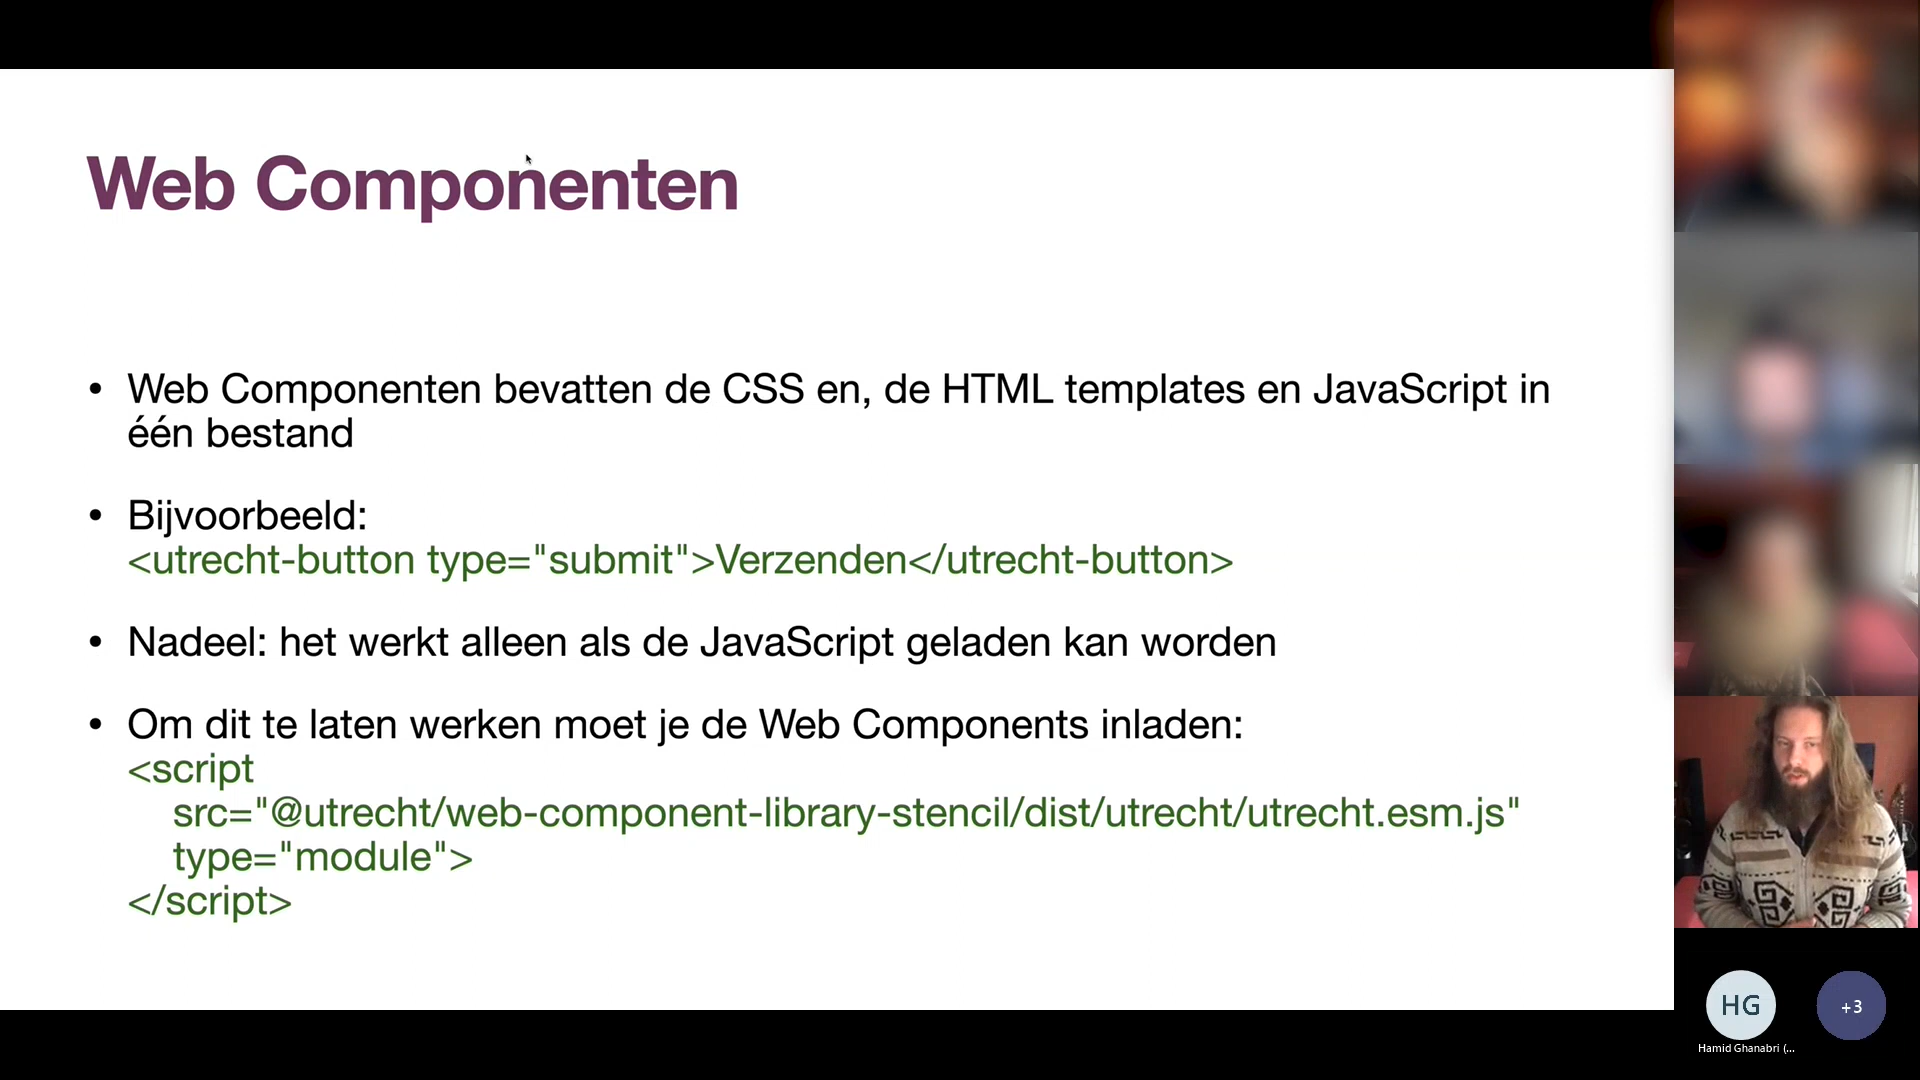 Web Componenten
• Web Componenten bevatten de CSS en, de HTML templates en JavaScript in
één bestand
• Bijvoorbeeld:
<utrecht-button type="submit">Verzenden</utrecht-button>
• Nadeel: het werkt alleen als de JavaScript geladen kan worden
• Om dit te laten werken moet je de Web Components inladen:
<script
src="@utrecht/web-component-library-stencil/dist/utrecht/utrecht.esm.js"
type="module">
</script>
HG
+3
Hamid Ghanabri (...